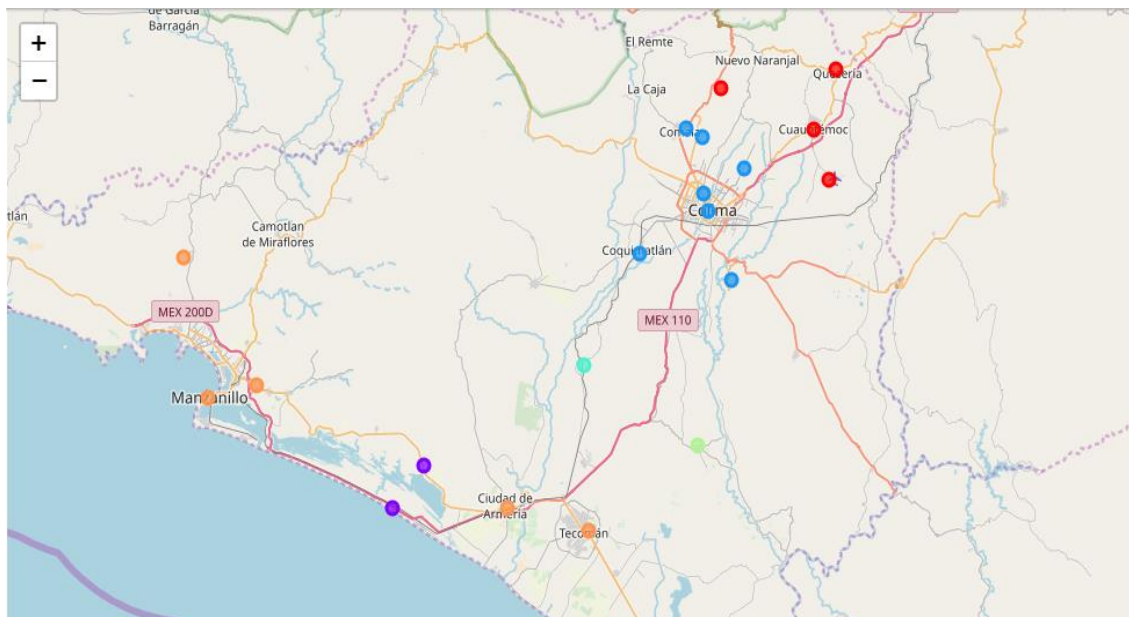 de García
Barragán
+
−
El Remte
Nuevo Naranjal
Quesería
La Caja
Comala
Cuauhtémoc
Colima
tlán
Camotlan
de Miraflores
Coquimatlán
MEX 200D
MEX 110
Manzanillo
Ciudad de
Armería
Tecomán